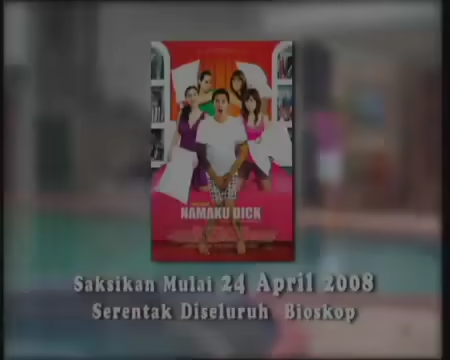 NAMAKU DICK
Saksikan Mulai 24 April 2008
Serentak Diseluruh Bioskop